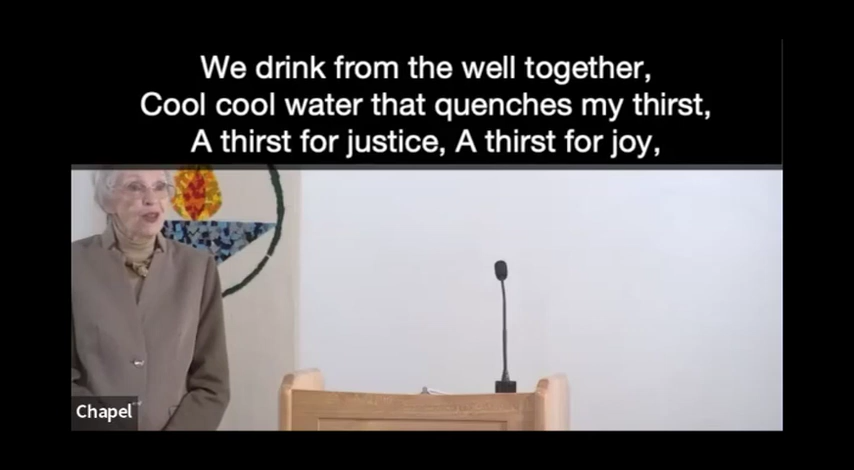 We drink from the well together,
Cool cool water that quenches my thirst,
A thirst for justice, A thirst for joy,
Chapel